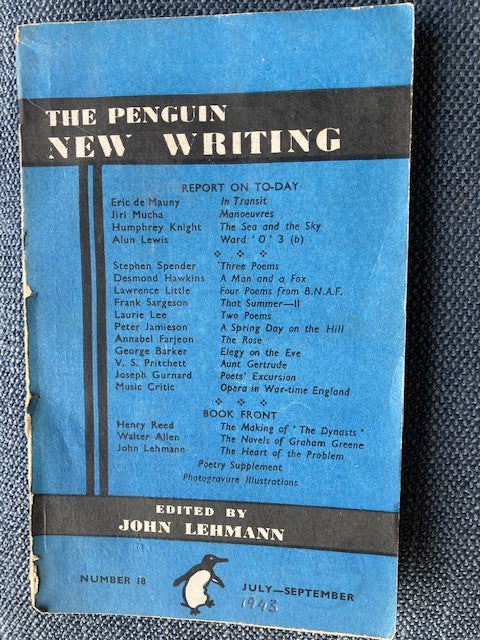 THE PENGUIN
NEW WRITING
REPORT ON TO-DAY
Eric de Mauny In Transit
Jiri Mucha Manoeuvres
Humphrey Knight The Sea and the Sky
Alun Lewis Ward ' O ' 3 (b)
Stephen Spender Three Poems
Desmond Hawkins A Man and a Fox
Lawrence Little Four Poems from B.N.A.F.
Frank Sargeson That Summer—II
Laurie Lee Two Poems
Peter Jamieson A Spring Day on the Hill
Annabel Farjeon The Rose
George Barker Elegy on the Eve
V. S. Pritchett Aunt Gertrude
Joseph Gurnard Poets' Excursion
Music Critic Opera in War-time England
BOOK FRONT
Henry Reed The Making of ' The Dynasts '
Walter Allen The Novels of Graham Greene
John Lehmann The Heart of the Problem
Poetry Supplement
Photogravure Illustrations
EDITED BY
JOHN LEHMANN
NUMBER 18 JULY—SEPTEMBER
1943